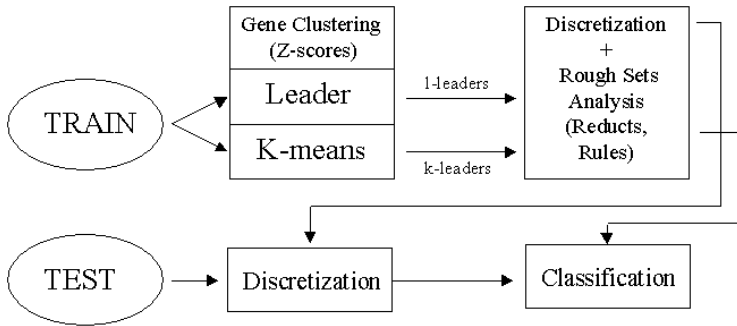 Gene Clustering
(Z-scores)
Leader
K-means
TRAIN
l-leaders
k-leaders
Discretization
+
Rough Sets
Analysis
(Reducts,
Rules)
TEST
Discretization
Classification